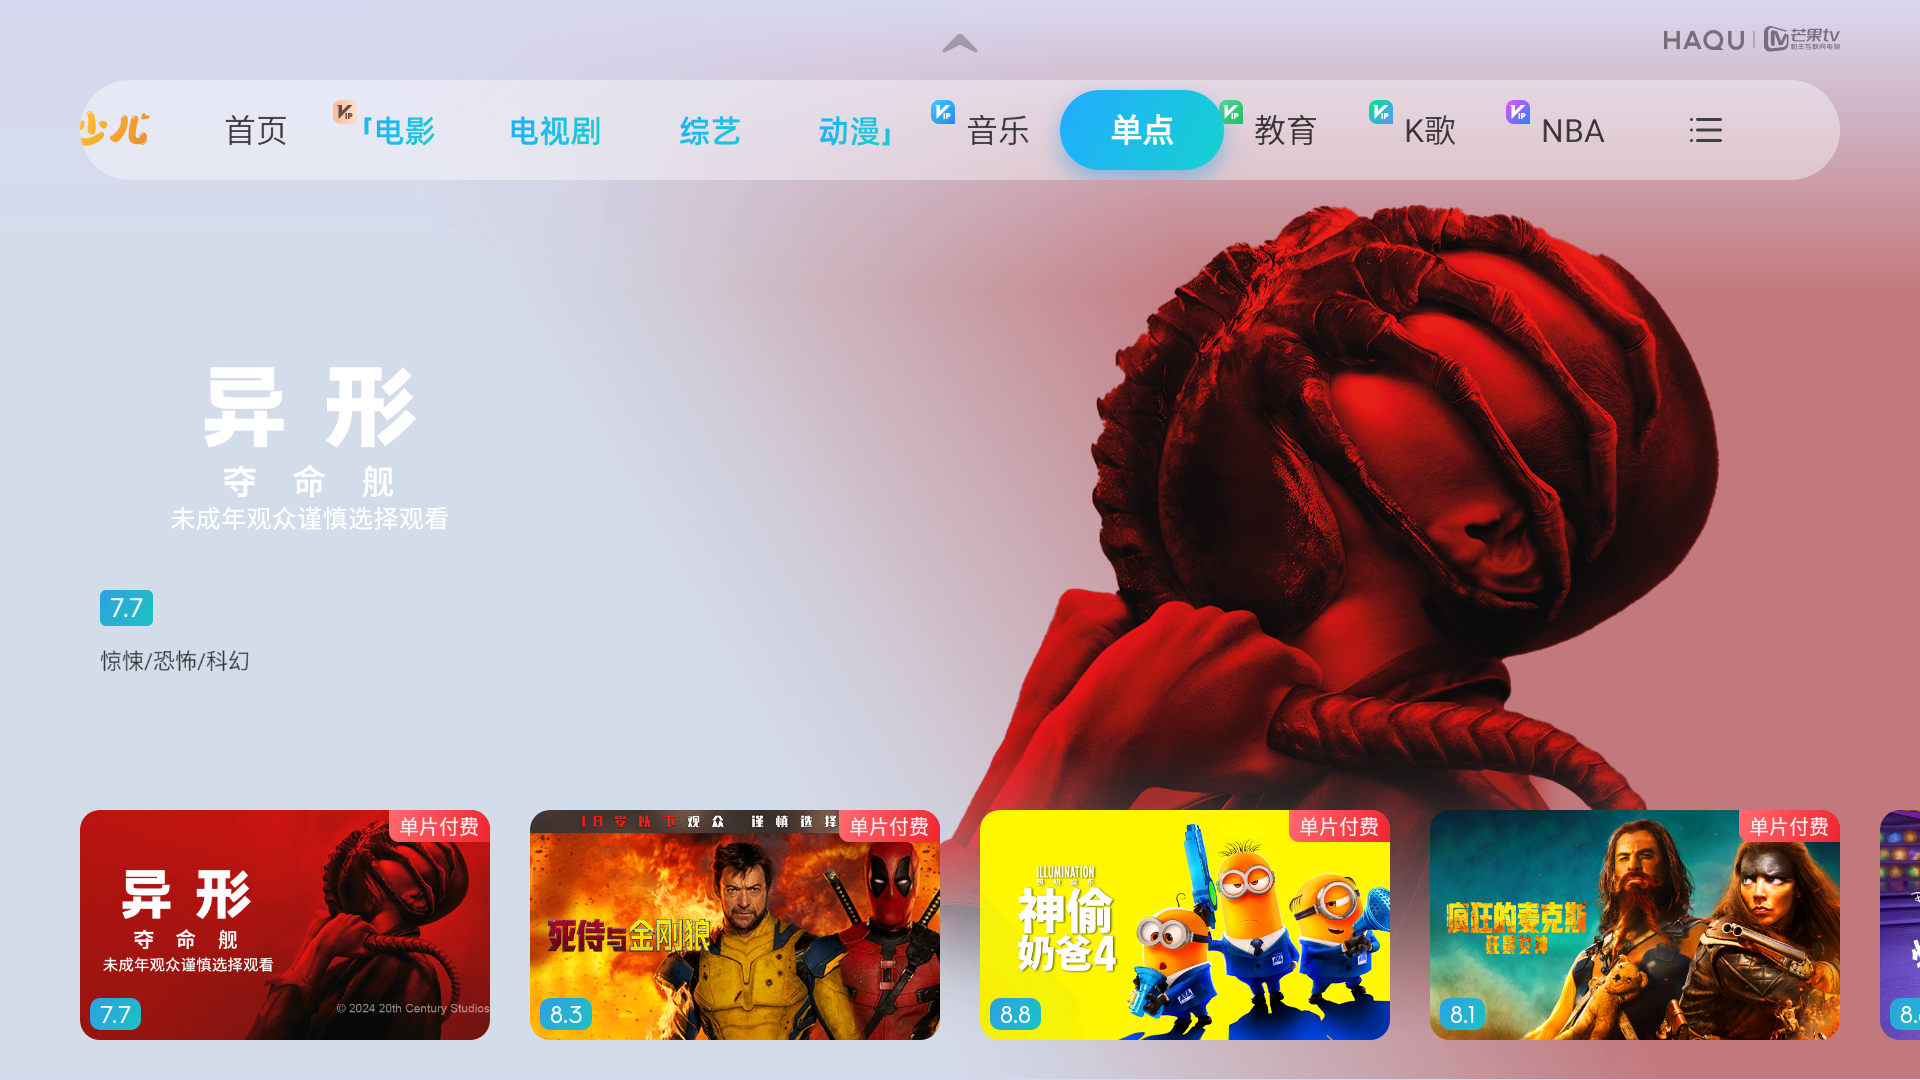 HAQU
芒果tv
少儿
首页
「电影
电视剧
综艺
动漫」
音乐
单点
教育
K歌
NBA
异形
夺命舰
未成年观众谨慎选择观看
7.7
惊悚/恐怖/科幻
单片付费
异形
夺命舰
未成年观众谨慎选择观看
© 2024 20th Century Studios
7.7
18岁以下观众 谨慎选择
单片付费
死侍与金刚狼
8.3
单片付费
ILLUMINATION
神偷
奶爸4
8.8
单片付费
疯狂的麦克斯
狂暴女神
8.1
8.